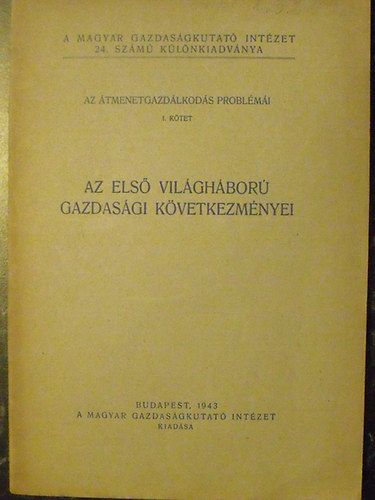 A MAGYAR GAZDASÁGKUTATÓ INTÉZET
24. SZÁMÚ KÜLÖNKIADVÁNYA
AZ ÁTMENETGAZDÁLKODÁS PROBLÉMÁI
I. KÖTET
AZ ELSŐ VILÁGHÁBORÚ
GAZDASÁGI KÖVETKEZMÉNYEI
BUDAPEST, 1943
A MAGYAR GAZDASÁGKUTATÓ INTÉZET
KIADÁSA